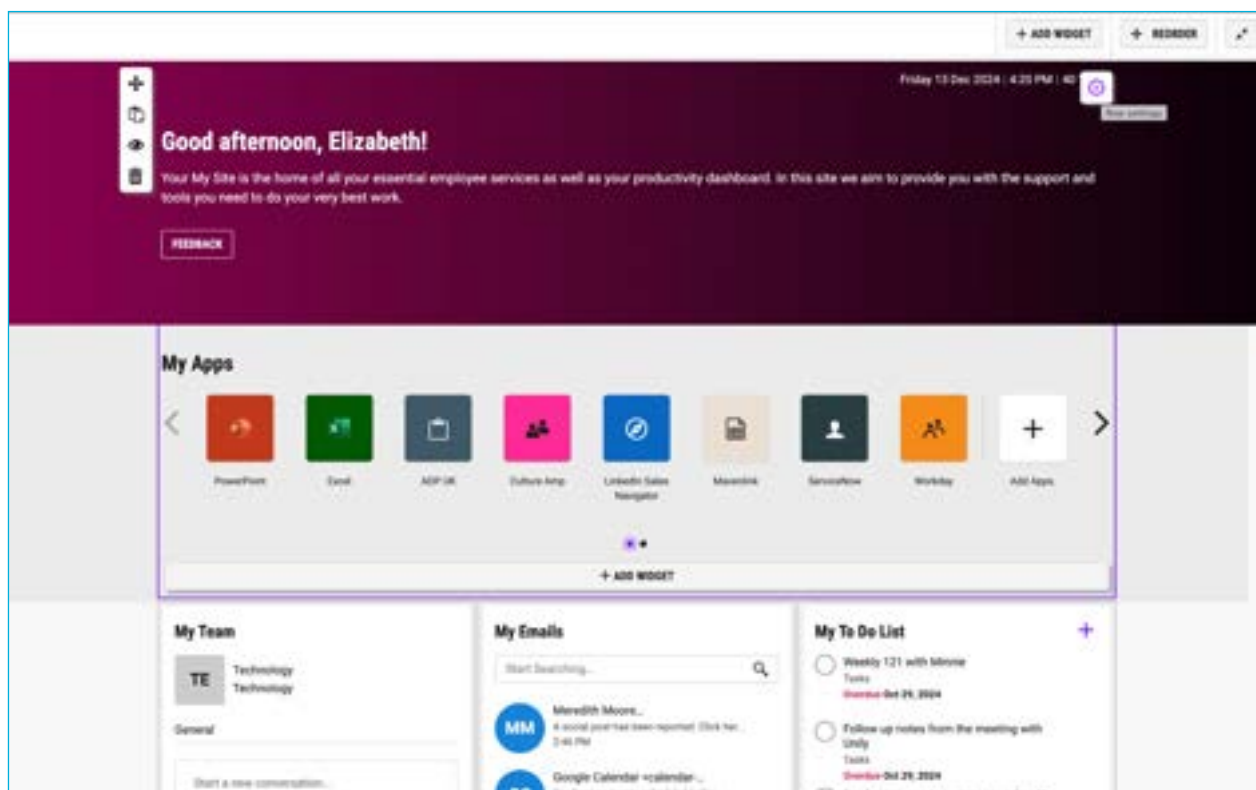 + ADD WIDGET
REORDER
Friday 13 Dec 2024 | 4:25 PM | 40
Row settings
Good afternoon, Elizabeth!
Your My Site is the home of all your essential employee services as well as your productivity dashboard. In this site we aim to provide you with the support and
tools you need to do your very best work.
FEEDBACK
My Apps
PowerPoint
Excel
ADP UK
Culture Amp
LinkedIn Sales
Navigator
Mavenlink
ServiceNow
Workday
Add Apps
+ ADD WIDGET
My Team
TE
Technology
Technology
General
Start a new conversation...
My Emails
Start Searching...
MM
Meredith Moore...
A social post has been reported. Click her...
2:46 PM
Google Calendar <calendar-...
My To Do List
Weekly 121 with Minnie
Tasks
Overdue Oct 29, 2024
Follow up notes from the meeting with
Unily
Tasks
Overdue Oct 29, 2024